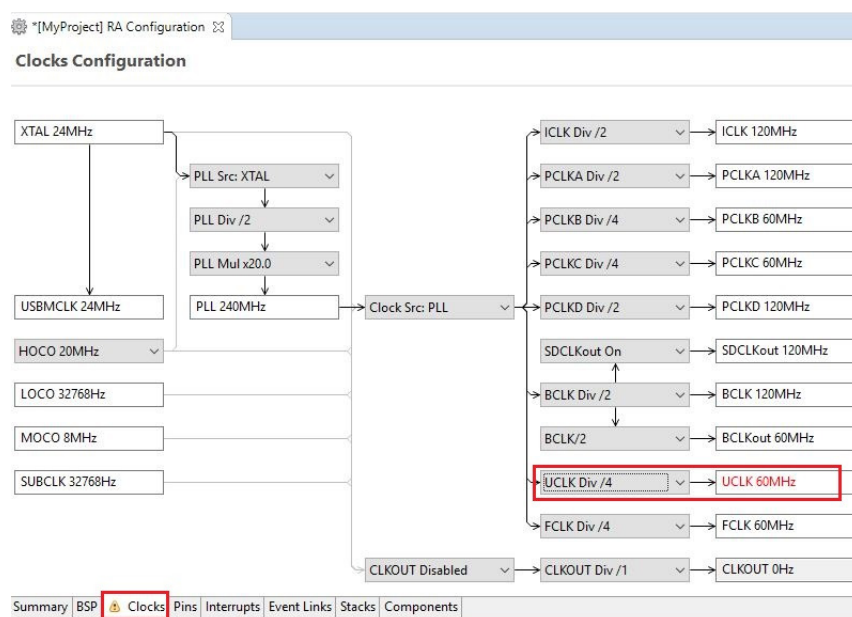 *[MyProject] RA Configuration
Clocks Configuration
XTAL 24MHz
ICLK Div /2
ICLK 120MHz
PLL Src: XTAL
PCLKA Div /2
PCLKA 120MHz
PLL Div /2
PCLKB Div /4
PCLKB 60MHz
PLL Mul x20.0
PCLKC Div /4
PCLKC 60MHz
USBMCLK 24MHz
PLL 240MHz
Clock Src: PLL
PCLKD Div /2
PCLKD 120MHz
HOCO 20MHz
SDCLKout On
SDCLKout 120MHz
LOCO 32768Hz
BCLK Div /2
BCLK 120MHz
MOCO 8MHz
BCLK/2
BCLKout 60MHz
SUBCLK 32768Hz
UCLK Div /4
UCLK 60MHz
FCLK Div /4
FCLK 60MHz
CLKOUT Disabled
CLKOUT Div /1
CLKOUT 0Hz
Summary BSP Clocks Pins Interrupts Event Links Stacks Components